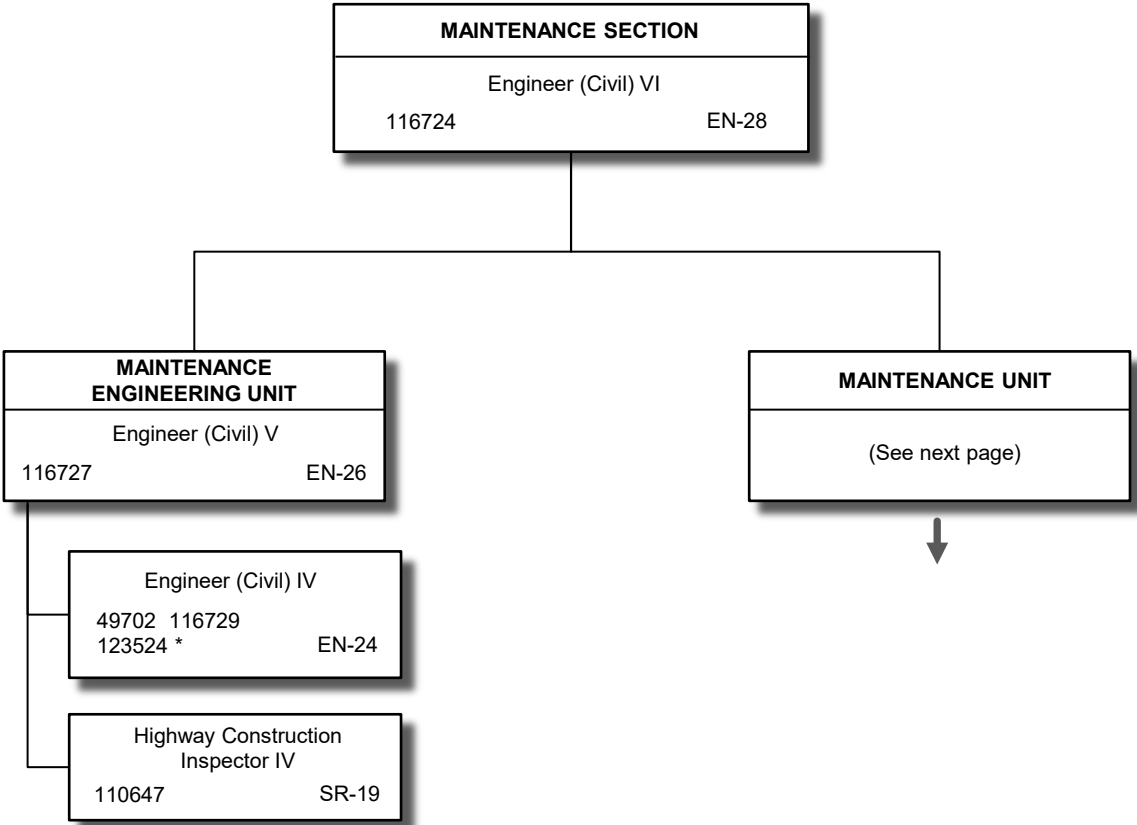 MAINTENANCE SECTION
Engineer (Civil) VI
116724 EN-28
MAINTENANCE
ENGINEERING UNIT
Engineer (Civil) V
116727 EN-26
MAINTENANCE UNIT
(See next page)
Engineer (Civil) IV
49702 116729
123524 * EN-24
Highway Construction
Inspector IV
110647 SR-19